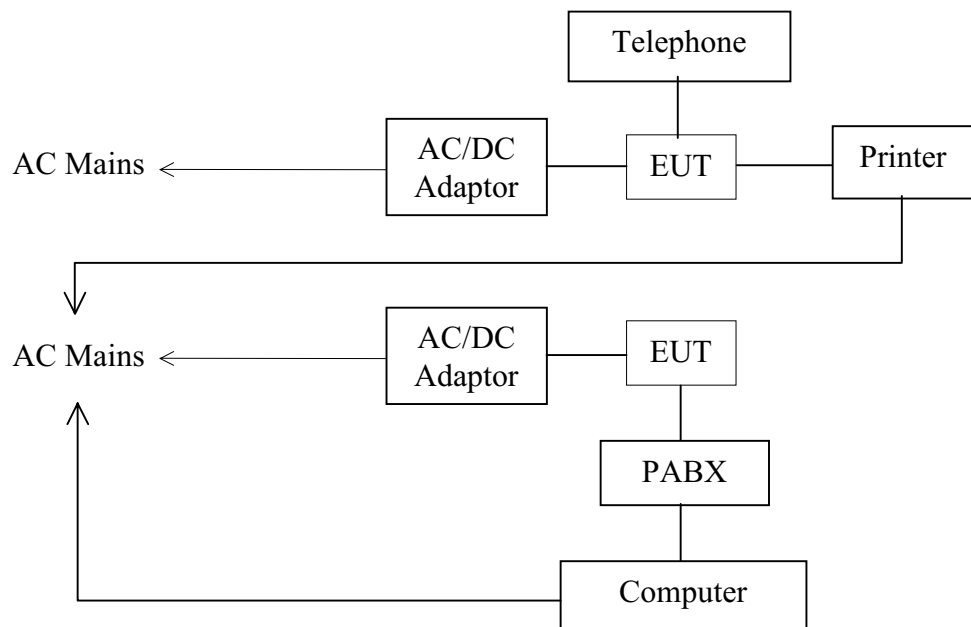 Telephone
AC Mains
AC/DC
Adaptor
EUT
Printer
AC Mains
AC/DC
Adaptor
EUT
PABX
Computer